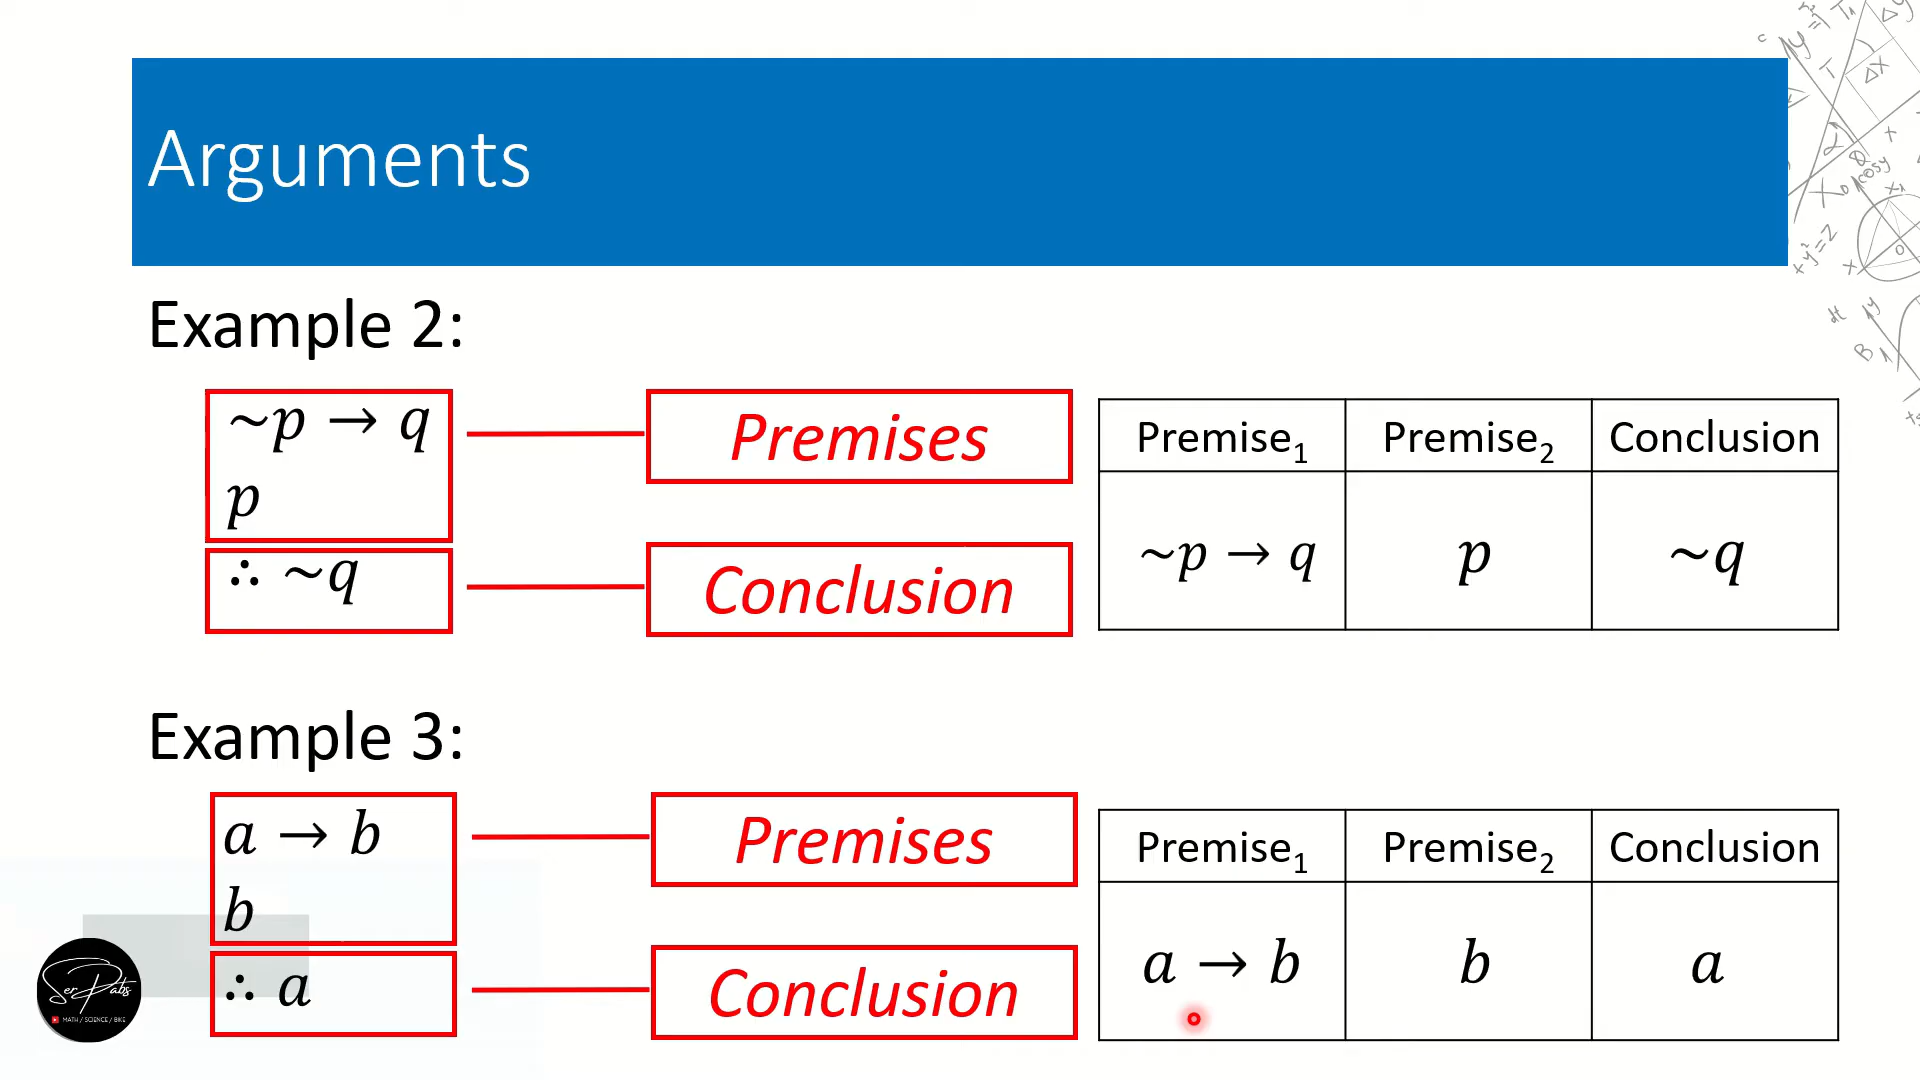 Arguments
Example 2:
~p → q
p
∴ ~q
Premises
Conclusion
Premise₁ Premise₂ Conclusion
~p → q p ~q
Example 3:
a → b
b
∴ a
Premises
Conclusion
Premise₁ Premise₂ Conclusion
a → b b a
Ser Pabs
MATH / SCIENCE / BIKE